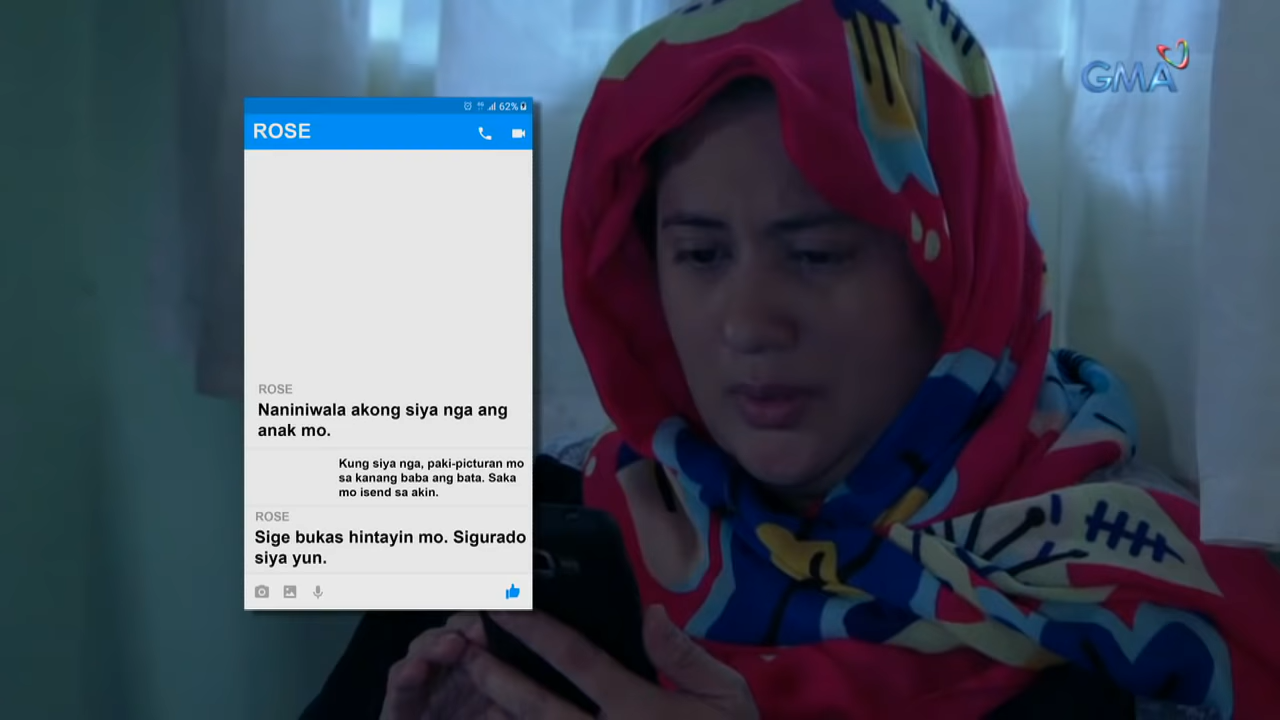 GMA
62%
ROSE
ROSE
Naniniwala akong siya nga ang
anak mo.
Kung siya nga, paki-picturan mo
sa kanang baba ang bata. Saka
mo isend sa akin.
ROSE
Sige bukas hintayin mo. Sigurado
siya yun.